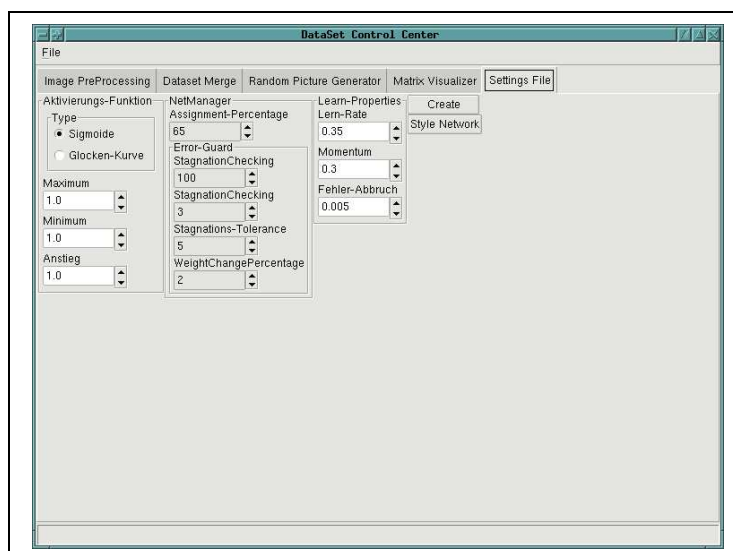 DataSet Control Center
File
Image PreProcessing
Dataset Merge
Random Picture Generator
Matrix Visualizer
Settings File
Aktivierungs-Funktion
Type
Sigmoide
Glocken-Kurve
Maximum
1.0
Minimum
1.0
Anstieg
1.0
NetManager
Assignment-Percentage
65
Error-Guard
StagnationChecking
100
StagnationChecking
3
Stagnations-Tolerance
5
WeightChangePercentage
2
Learn-Properties
Lern-Rate
0.35
Momentum
0.3
Fehler-Abbruch
0.005
Create
Style Network